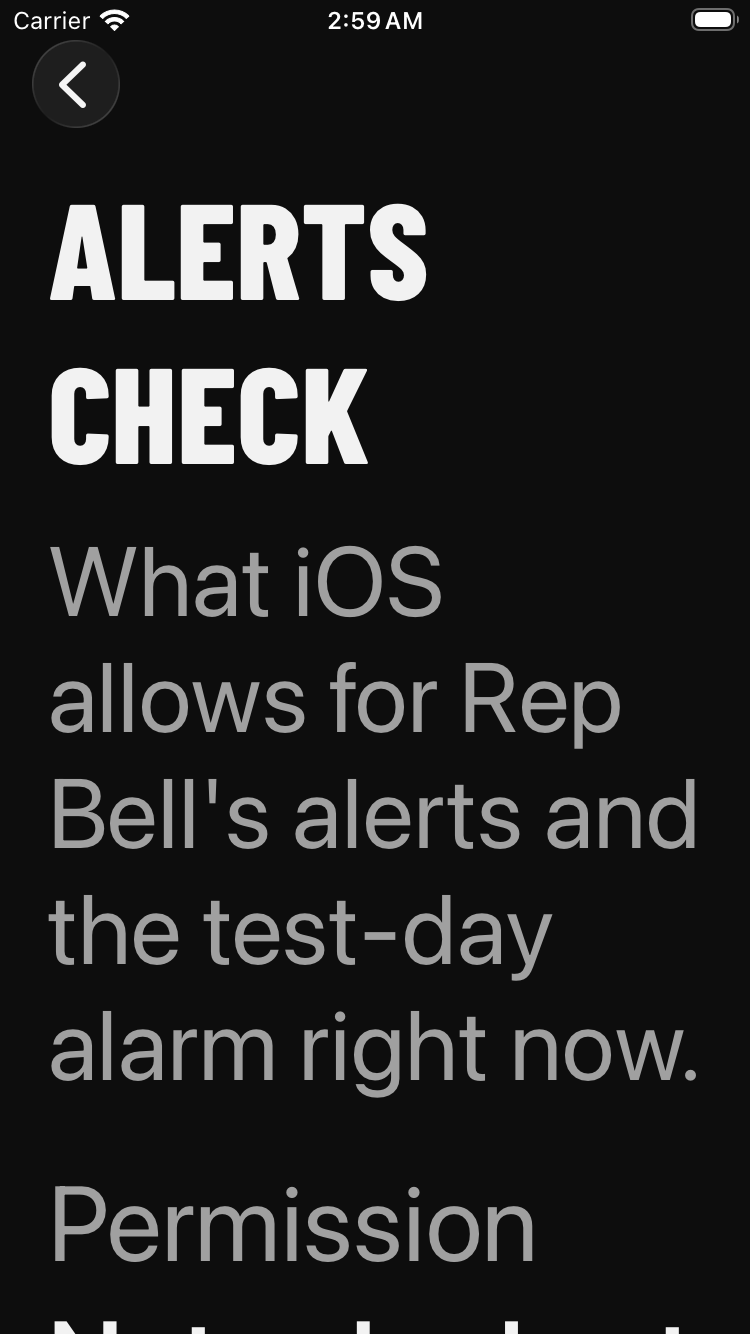 Carrier 2:59 AM
ALERTS
CHECK
What iOS
allows for Rep
Bell's alerts and
the test-day
alarm right now.
Permission